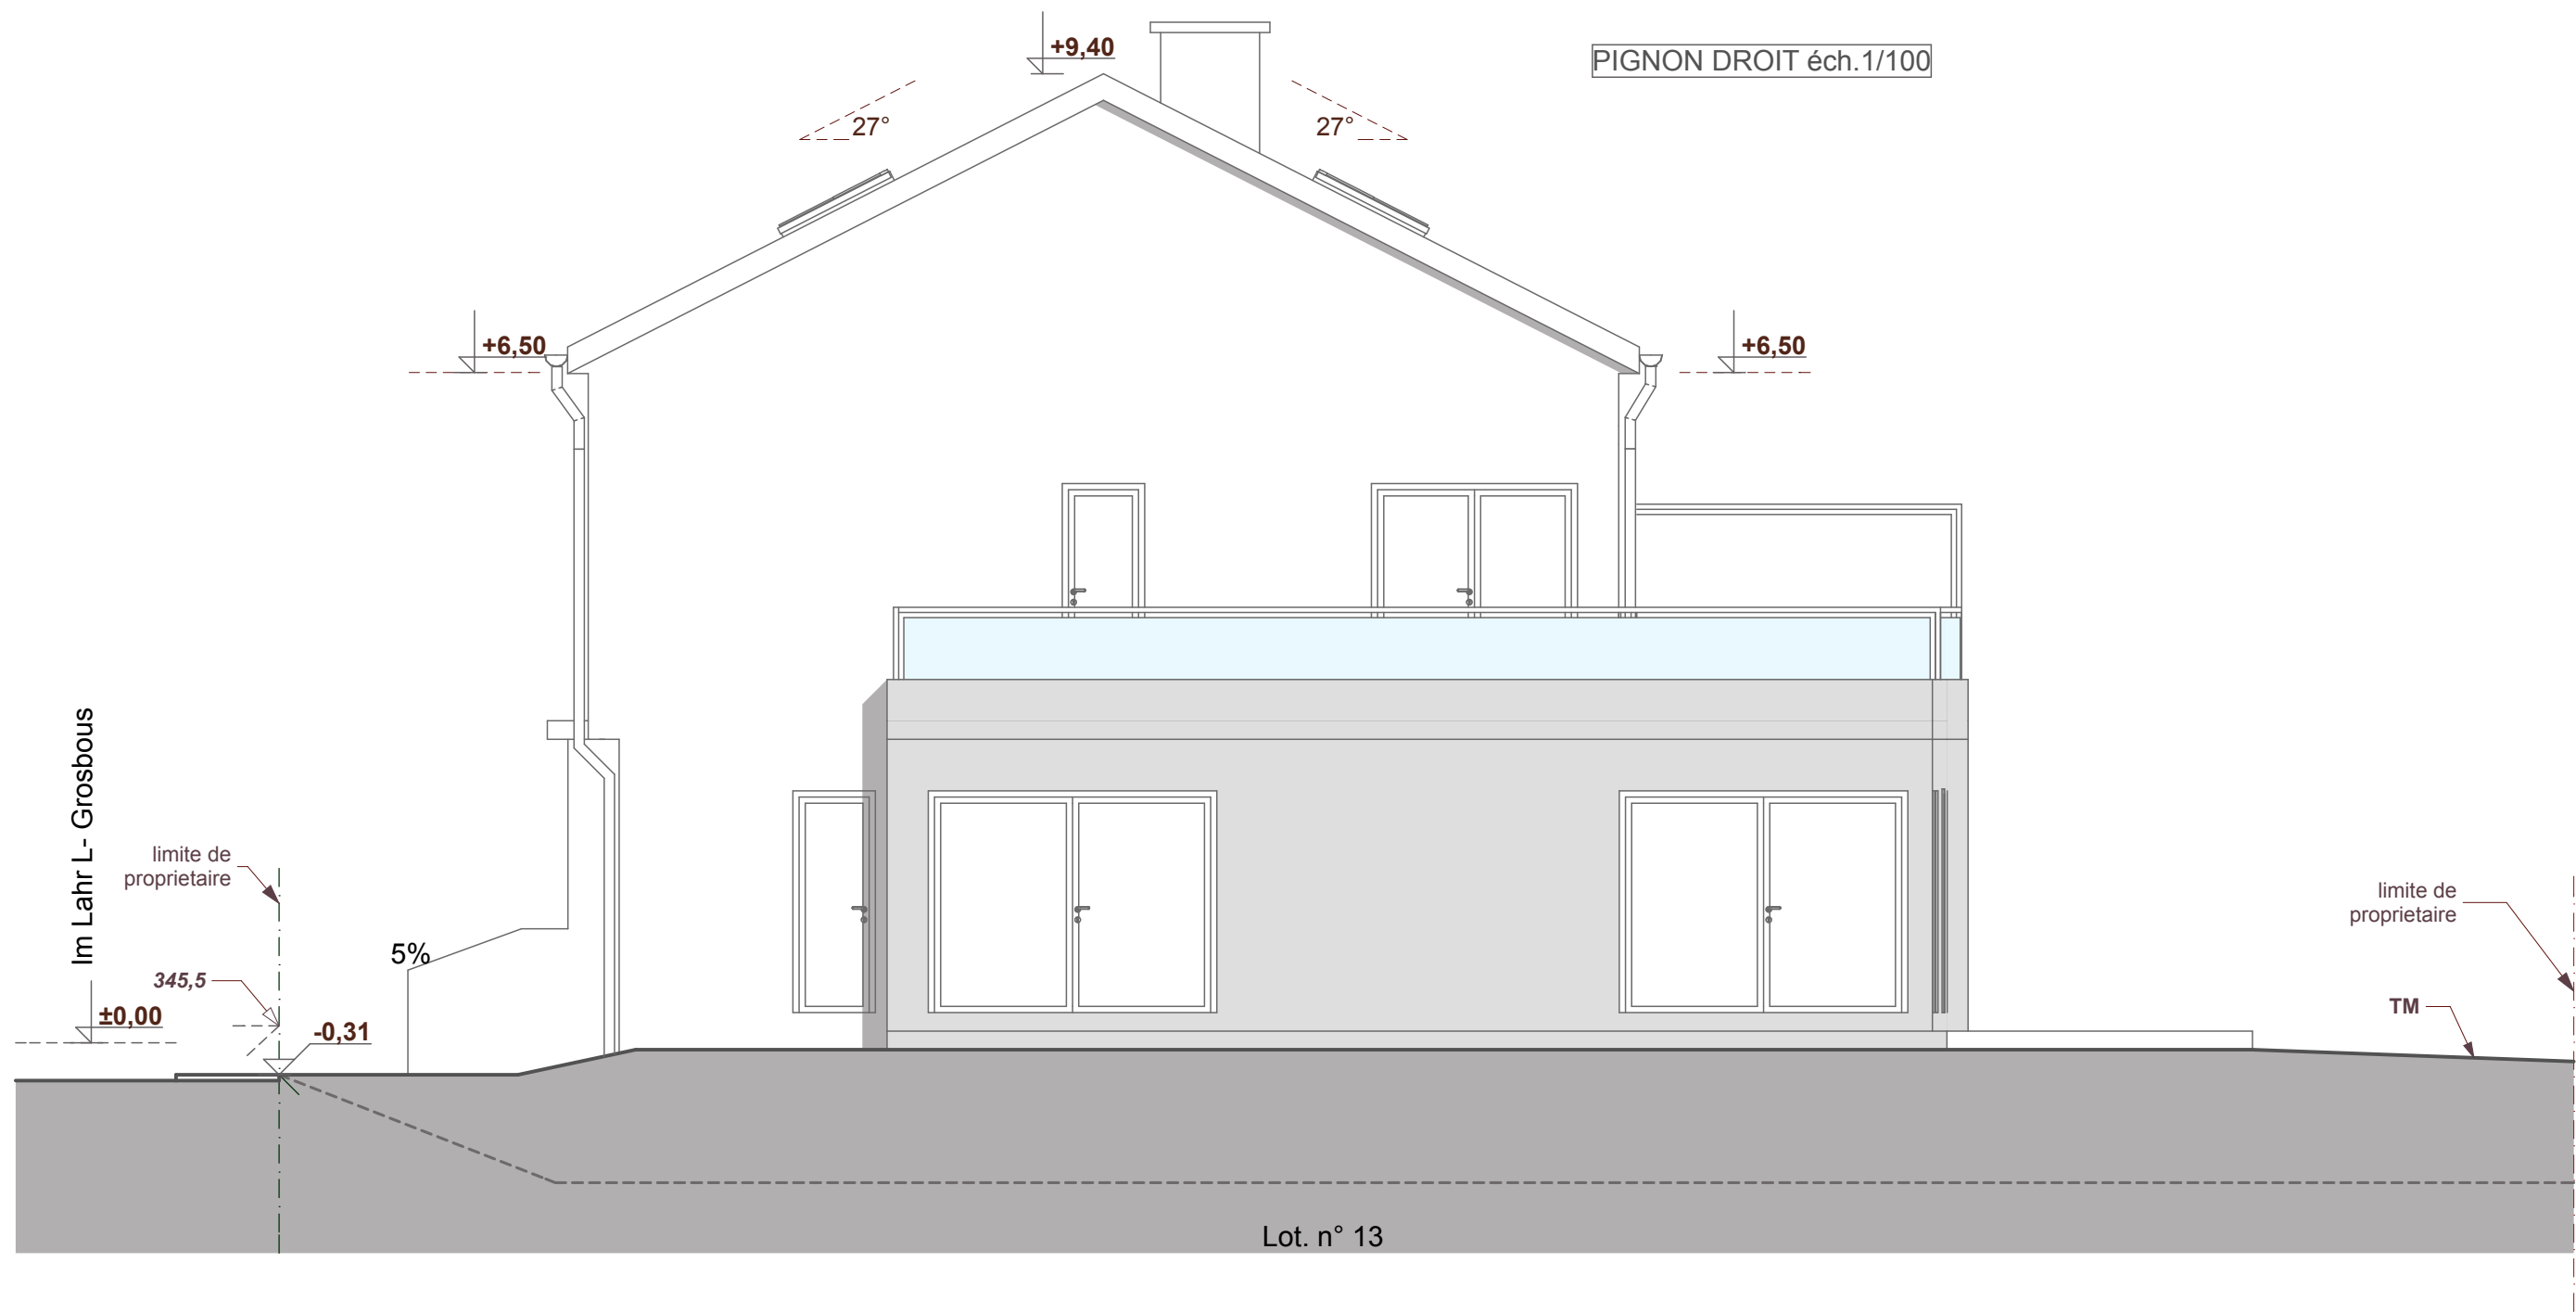 +9,40
PIGNON DROIT éch.1/100
27°
27°
+6,50
+6,50
Im Lahr L- Grosbous
limite de
proprietaire
limite de
proprietaire
5%
345,5
±0,00
-0,31
TM
Lot. n° 13